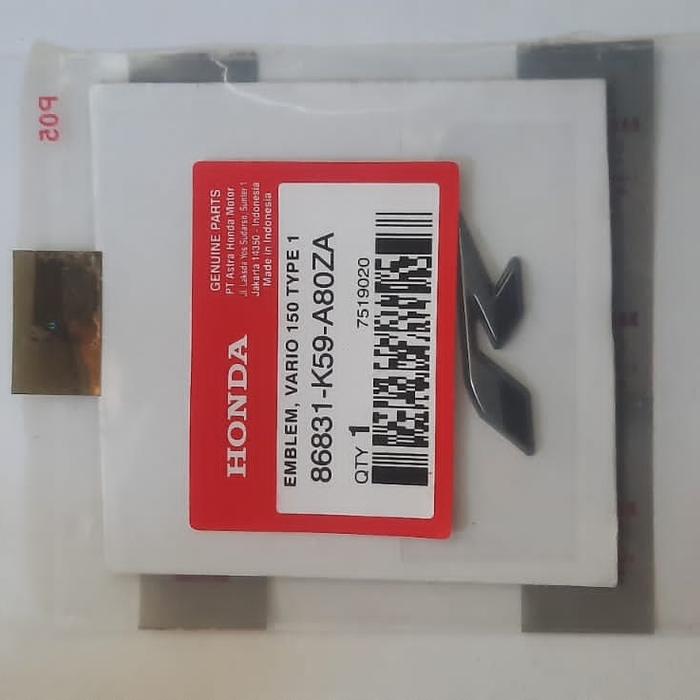 HONDA
GENUINE PARTS
PT Astra Honda Motor
Jl. Laksda Yos Sudarso, Sunter 1
Jakarta 14350 - Indonesia
Made in Indonesia
EMBLEM, VARIO 150 TYPE 1
86831-K59-A80ZA
QTY 1
7519020
P05